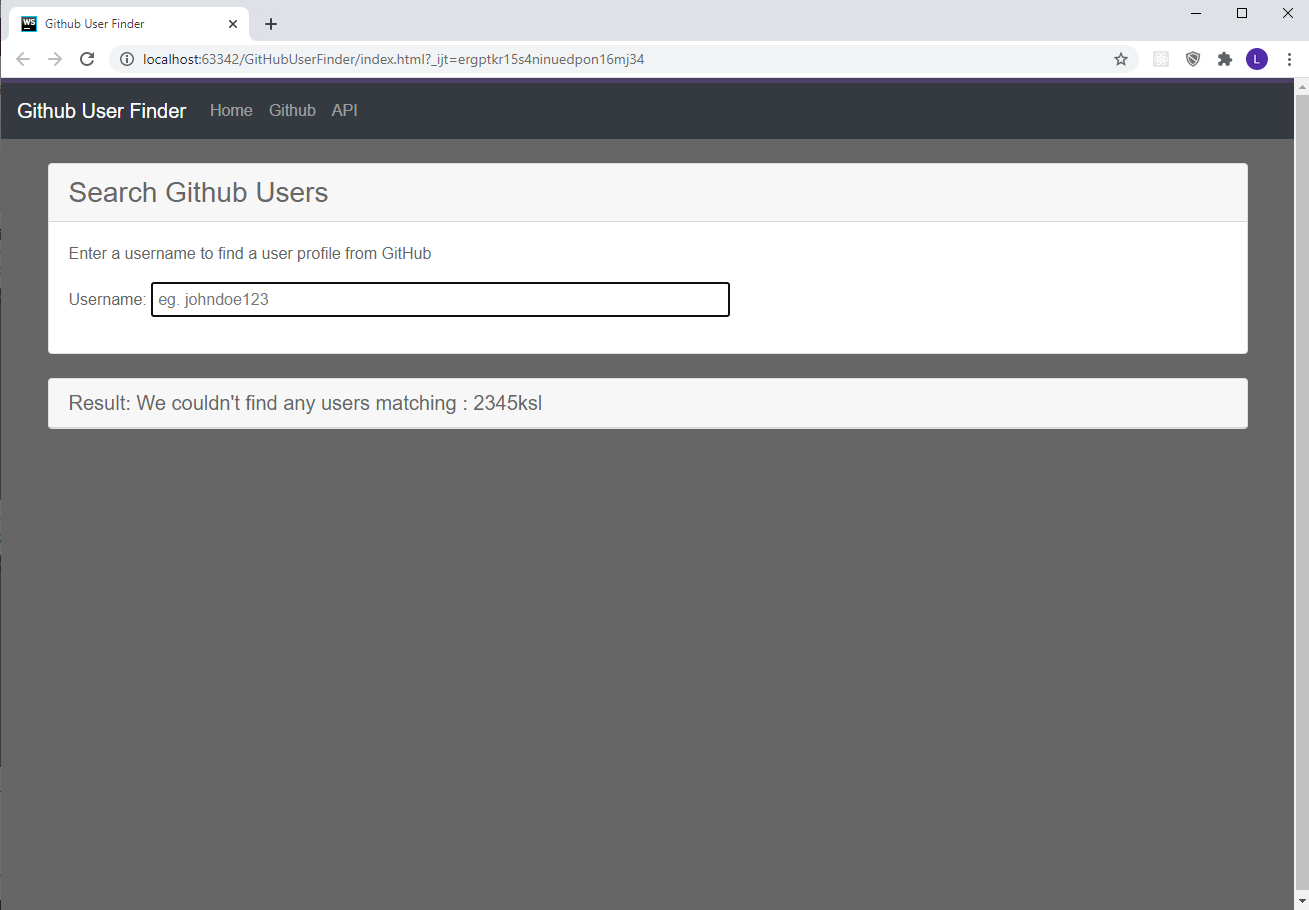 WS
Github User Finder
localhost:63342/GitHubUserFinder/index.html?_ijt=ergptkr15s4ninuedpon16mj34
L
Github User Finder Home Github API
Search Github Users
Enter a username to find a user profile from GitHub
Username: eg. johndoe123
Result: We couldn't find any users matching : 2345ksl